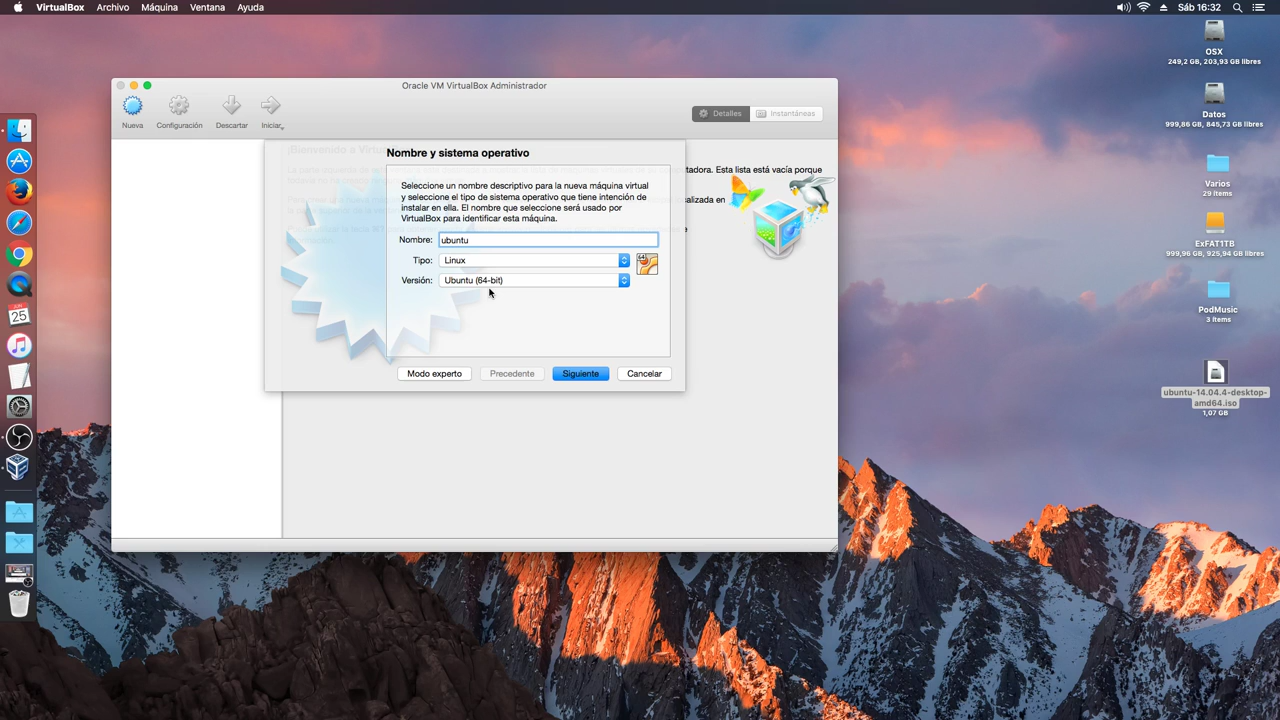 VirtualBox Archivo Máquina Ventana Ayuda
Sáb 16:32
Oracle VM VirtualBox Administrador
Nueva Configuración Descartar Iniciar
Detalles Instantáneas
¡Bienvenido a Virtu
Nombre y sistema operativo
tadora. Esta lista está vacía porque
alizada en
Seleccione un nombre descriptivo para la nueva máquina virtual
y seleccione el tipo de sistema operativo que tiene intención de
instalar en ella. El nombre que seleccione será usado por
VirtualBox para identificar esta máquina.
Nombre: ubuntu
Tipo: Linux
64
Versión: Ubuntu (64-bit)
Modo experto Precedente Siguiente Cancelar
JUN
25
OSX
249,2 GB, 203,93 GB libres
Datos
999,86 GB, 845,73 GB libres
Varios
29 ítems
ExFAT1TB
999,96 GB, 925,94 GB libres
PodMusic
3 ítems
ubuntu-14.04.4-desktop-
amd64.iso
1,07 GB